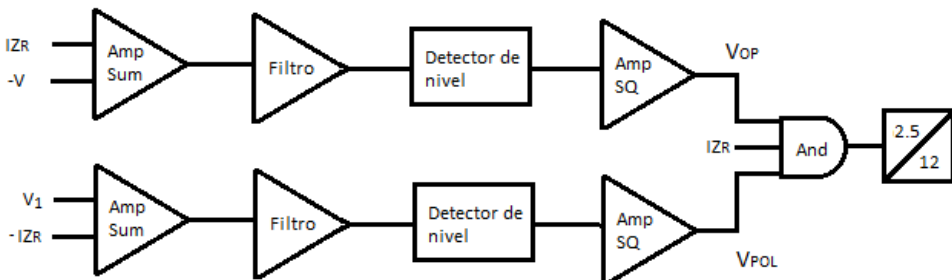 IZR
-V
Amp
Sum
Filtro
Detector de
nivel
Amp
SQ
VOP
IZR
And
2.5
12
V1
-IZR
Amp
Sum
Filtro
Detector de
nivel
Amp
SQ
VPOL